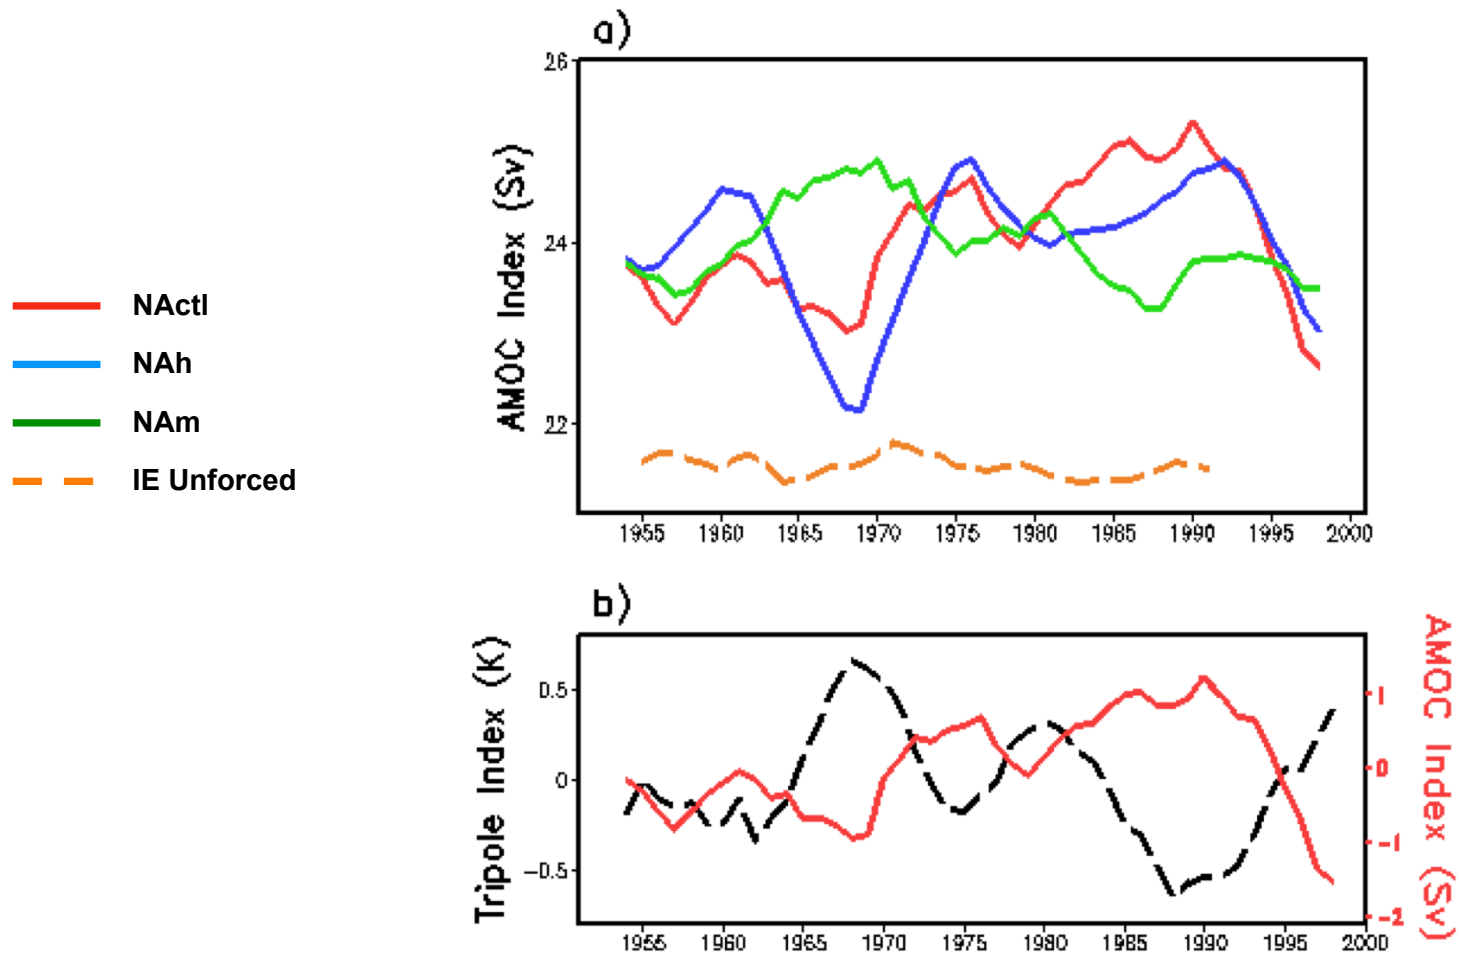 NActl
NAh
NAm
IE Unforced
a)
AMOC Index (Sv)
26
24
22
1955 1960 1965 1970 1975 1980 1985 1990 1995 2000
b)
Tripole Index (K)
0.5
0
-0.5
1
0
-1
-2
AMOC Index (Sv)
1955 1960 1965 1970 1975 1980 1985 1990 1995 2000